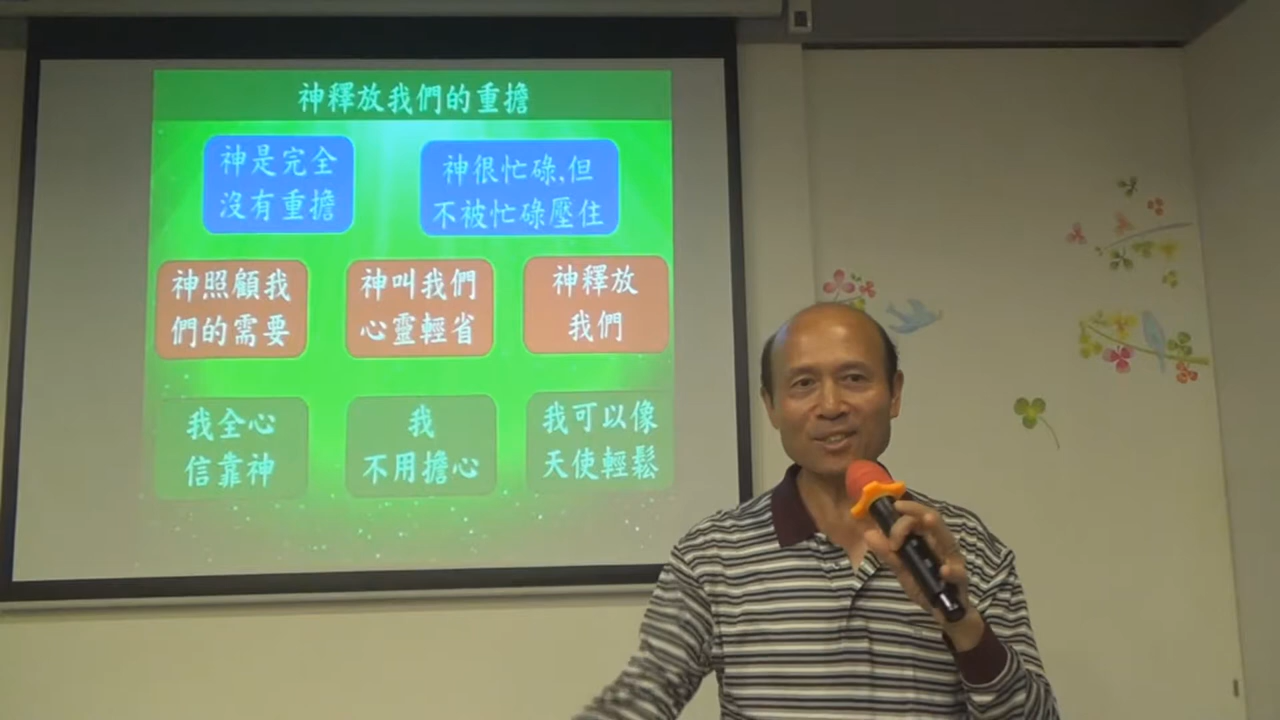 神釋放我們的重擔
神是完全
沒有重擔
神很忙碌,但
不被忙碌壓住
神照顧我
們的需要
神叫我們
心靈輕省
神釋放
我們
我全心
信靠神
我
不用擔心
我可以像
天使輕鬆